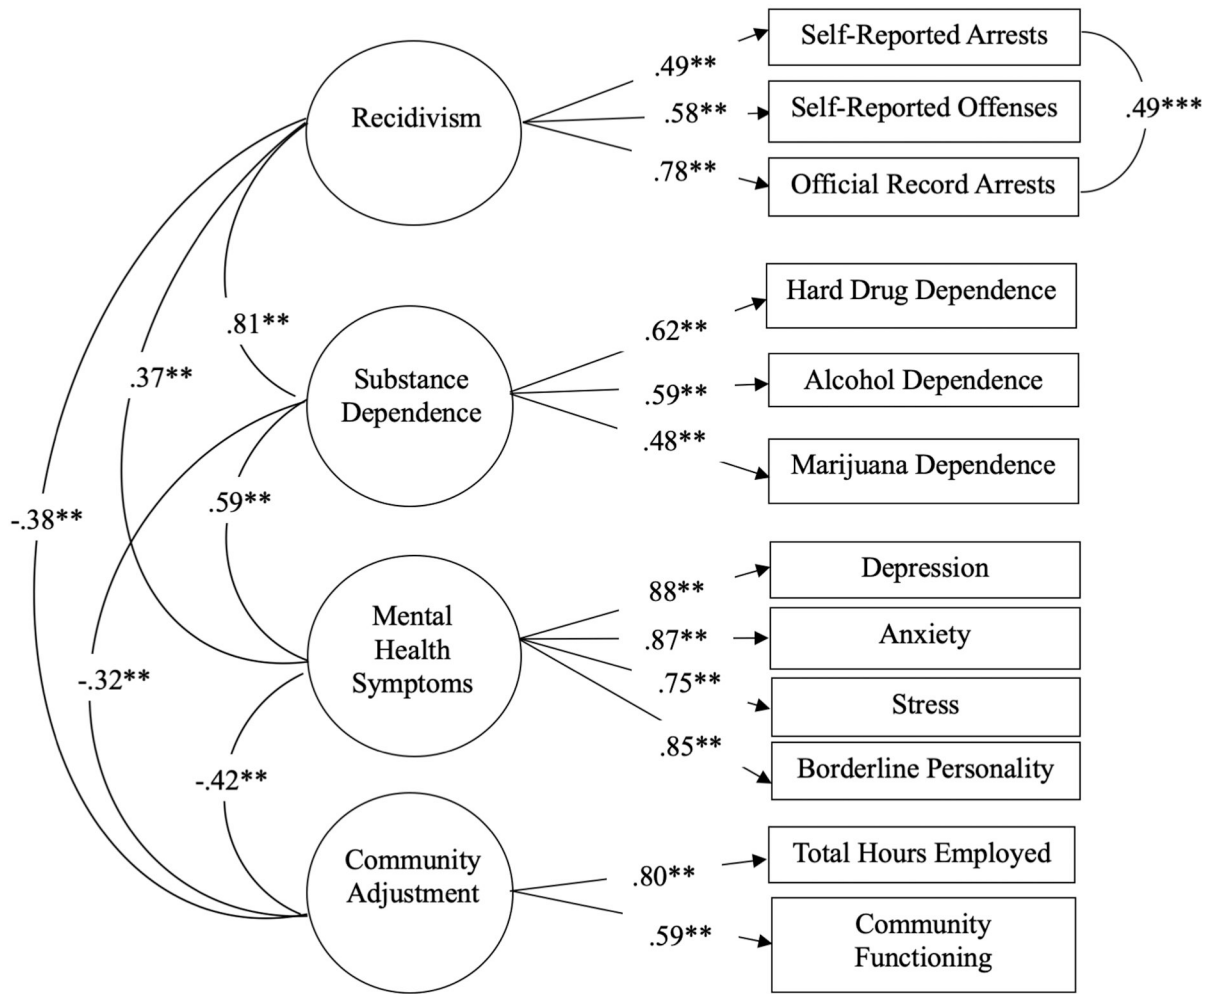 Recidivism
.49**
.58**
.78**
Self-Reported Arrests
Self-Reported Offenses
Official Record Arrests
.49***
.81**
.37**
-.38**
Substance
Dependence
.62**
.59**
.48**
Hard Drug Dependence
Alcohol Dependence
Marijuana Dependence
.59**
-.32**
Mental
Health
Symptoms
88**
.87**
.75**
.85**
Depression
Anxiety
Stress
Borderline Personality
-.42**
Community
Adjustment
.80**
.59**
Total Hours Employed
Community
Functioning